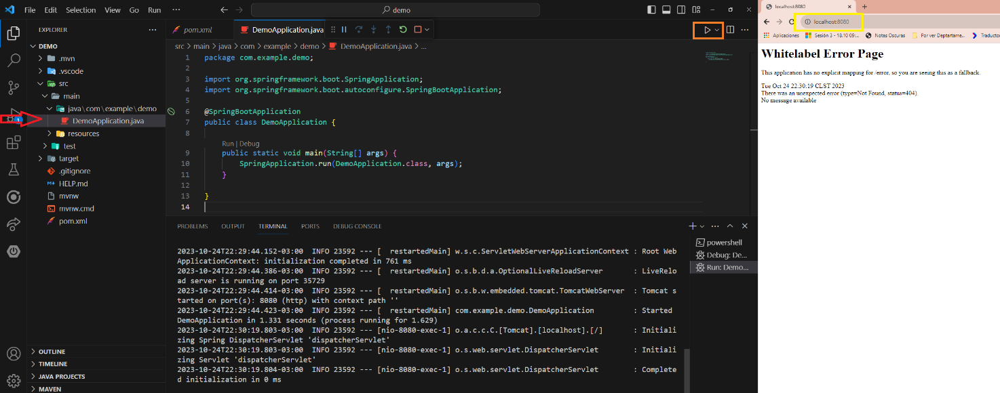 File Edit Selection View Go Run ···
demo
EXPLORER
DEMO
.mvn
.vscode
src
main
java\com\example\demo
DemoApplication.java
resources
test
target
.gitignore
HELP.md
mvnw
mvnw.cmd
pom.xml
OUTLINE
TIMELINE
JAVA PROJECTS
MAVEN
1
pom.xml
DemoApplication.java
src > main > java > com > example > demo > DemoApplication.java > ...
1 package com.example.demo;
2
3 import org.springframework.boot.SpringApplication;
4 import org.springframework.boot.autoconfigure.SpringBootApplication;
5
6 @SpringBootApplication
7 public class DemoApplication {
8
Run | Debug
9 public static void main(String[] args) {
10 SpringApplication.run(DemoApplication.class, args);
11 }
12
13 }
14
PROBLEMS OUTPUT TERMINAL PORTS DEBUG CONSOLE
2023-10-24T22:29:44.152-03:00 INFO 23592 --- [ restartedMain] w.s.c.ServletWebServerApplicationContext : Root Web
ApplicationContext: initialization completed in 761 ms
2023-10-24T22:29:44.386-03:00 INFO 23592 --- [ restartedMain] o.s.b.d.a.OptionalLiveReloadServer : LiveRelo
ad server is running on port 35729
2023-10-24T22:29:44.414-03:00 INFO 23592 --- [ restartedMain] o.s.b.w.embedded.tomcat.TomcatWebServer : Tomcat s
tarted on port(s): 8080 (http) with context path ''
2023-10-24T22:29:44.423-03:00 INFO 23592 --- [ restartedMain] com.example.demo.DemoApplication : Started
DemoApplication in 1.331 seconds (process running for 1.629)
2023-10-24T22:30:19.803-03:00 INFO 23592 --- [nio-8080-exec-1] o.a.c.c.C.[Tomcat].[localhost].[/] : Initiali
zing Spring DispatcherServlet 'dispatcherServlet'
2023-10-24T22:30:19.803-03:00 INFO 23592 --- [nio-8080-exec-1] o.s.web.servlet.DispatcherServlet : Initiali
zing Servlet 'dispatcherServlet'
2023-10-24T22:30:19.804-03:00 INFO 23592 --- [nio-8080-exec-1] o.s.web.servlet.DispatcherServlet : Complete
d initialization in 0 ms
powershell
Debug: De...
Run: Demo...
localhost:8080
localhost:8080
Aplicaciones Sesión 3 - 18.10 09:... Notas Oscuras Por ver Deptartame... Traductor
Whitelabel Error Page
This application has no explicit mapping for /error, so you are seeing this as a fallback.
Tue Oct 24 22:30:19 CLST 2023
There was an unexpected error (type=Not Found, status=404).
No message available